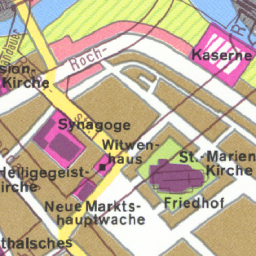 Roch-
Kaserne
sion-
Kirche
Synagoge
Witwen-
haus
St.-Marien
Kirche
Heiligegeist-
kirche
Friedhof
Neue Markts-
hauptwache
thalsches